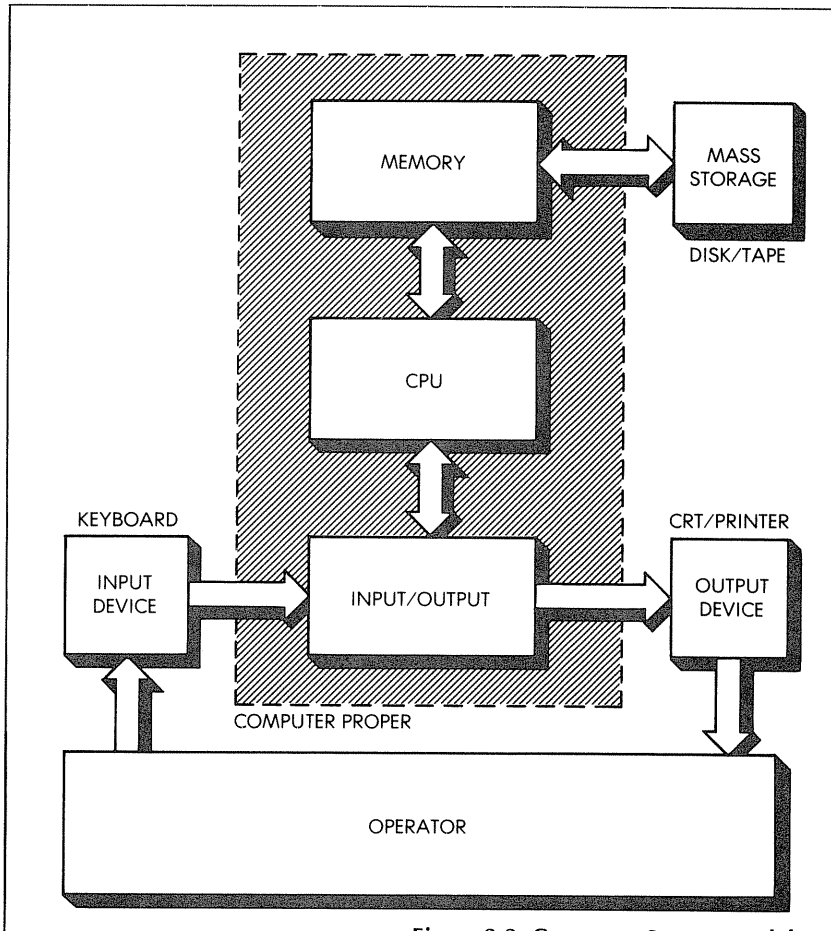 MEMORY
MASS
STORAGE
DISK/TAPE
CPU
KEYBOARD
CRT/PRINTER
INPUT
DEVICE
INPUT/OUTPUT
OUTPUT
DEVICE
COMPUTER PROPER
OPERATOR